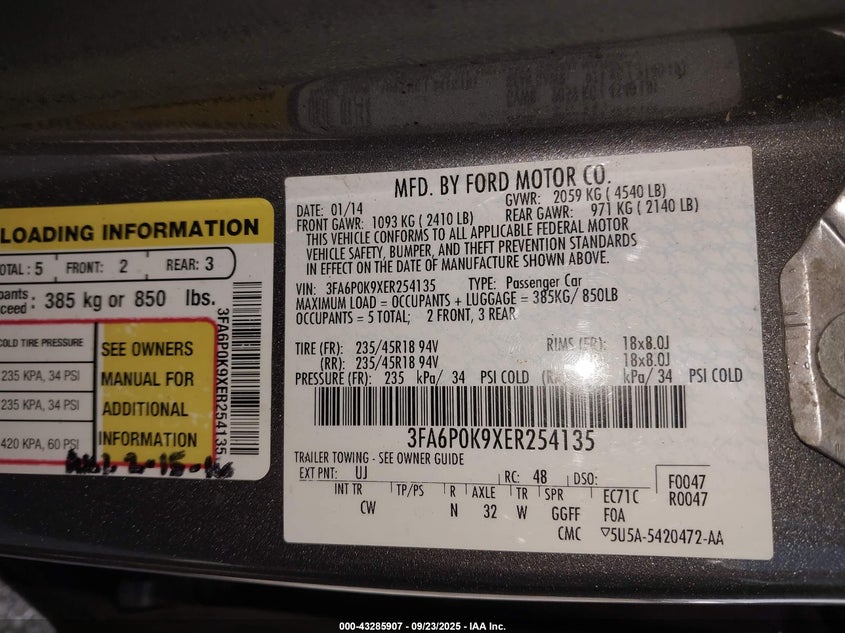 LOADING INFORMATION
OTAL : 5 FRONT: 2 REAR: 3
385 kg or 850 lbs.
COLD TIRE PRESSURE
235 KPA, 34 PSI
235 KPA, 34 PSI
420 KPA, 60 PSI
SEE OWNERS
MANUAL FOR
ADDITIONAL
INFORMATION
3FA6P0K9XER254135
MFD. BY FORD MOTOR CO.
DATE: 01/14 GVWR: 2059 KG ( 4540 LB)
FRONT GAWR: 1093 KG ( 2410 LB) REAR GAWR: 971 KG ( 2140 LB)
THIS VEHICLE CONFORMS TO ALL APPLICABLE FEDERAL MOTOR
VEHICLE SAFETY, BUMPER, AND THEFT PREVENTION STANDARDS
IN EFFECT ON THE DATE OF MANUFACTURE SHOWN ABOVE.
VIN: 3FA6P0K9XER254135 TYPE: Passenger Car
MAXIMUM LOAD = OCCUPANTS + LUGGAGE = 385KG/ 850LB
OCCUPANTS = 5 TOTAL; 2 FRONT, 3 REAR
TIRE (FR): 235/45R18 94V RIMS (FR): 18x8.0J
(RR): 235/45R18 94V 18x8.0J
PRESSURE (FR): 235 kPa/ 34 PSI COLD kPa/ 34 PSI COLD
3FA6P0K9XER254135
TRAILER TOWING - SEE OWNER GUIDE
EXT PNT: UJ RC: 48 DSO: F0047
R0047
INT TR TP/PS R AXLE TR SPR EC71C
CW N 32 W GGFF F0A
CMC ▽5U5A-5420472-AA
000-43285907 - 09/23/2025 - IAA Inc.